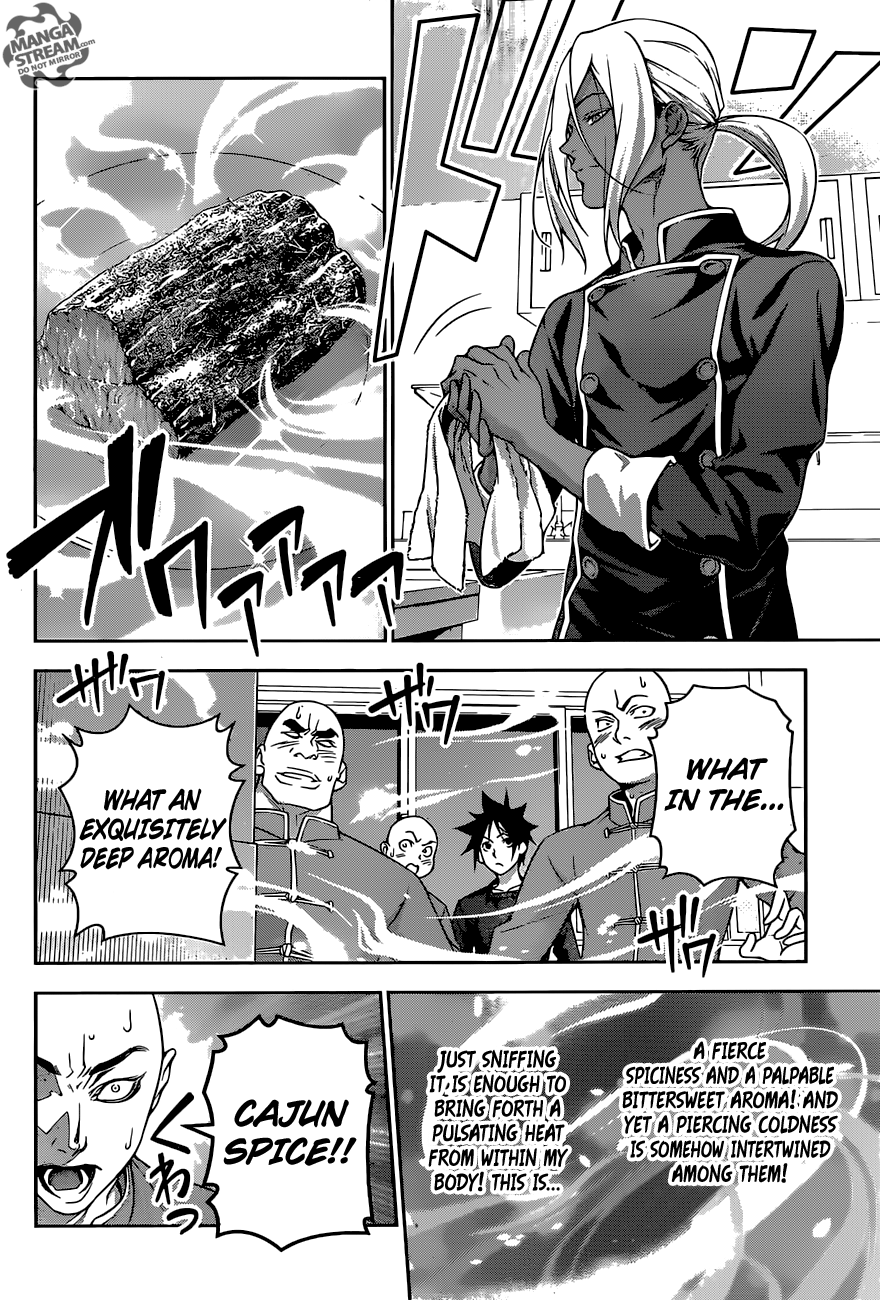 MANGA
STREAM.com
DO NOT MIRROR!
ブワァァァァ
ザワ
WHAT
IN THE...
ザワ
ザワ
WHAT AN
EXQUISITELY
DEEP AROMA!
A FIERCE
SPICINESS AND A PALPABLE
BITTERSWEET AROMA! AND
YET A PIERCING COLDNESS
IS SOMEHOW INTERTWINED
AMONG THEM!
JUST SNIFFING
IT IS ENOUGH TO
BRING FORTH A
PULSATING HEAT
FROM WITHIN MY
BODY! THIS IS...
CAJUN
SPICE!!
くわっ